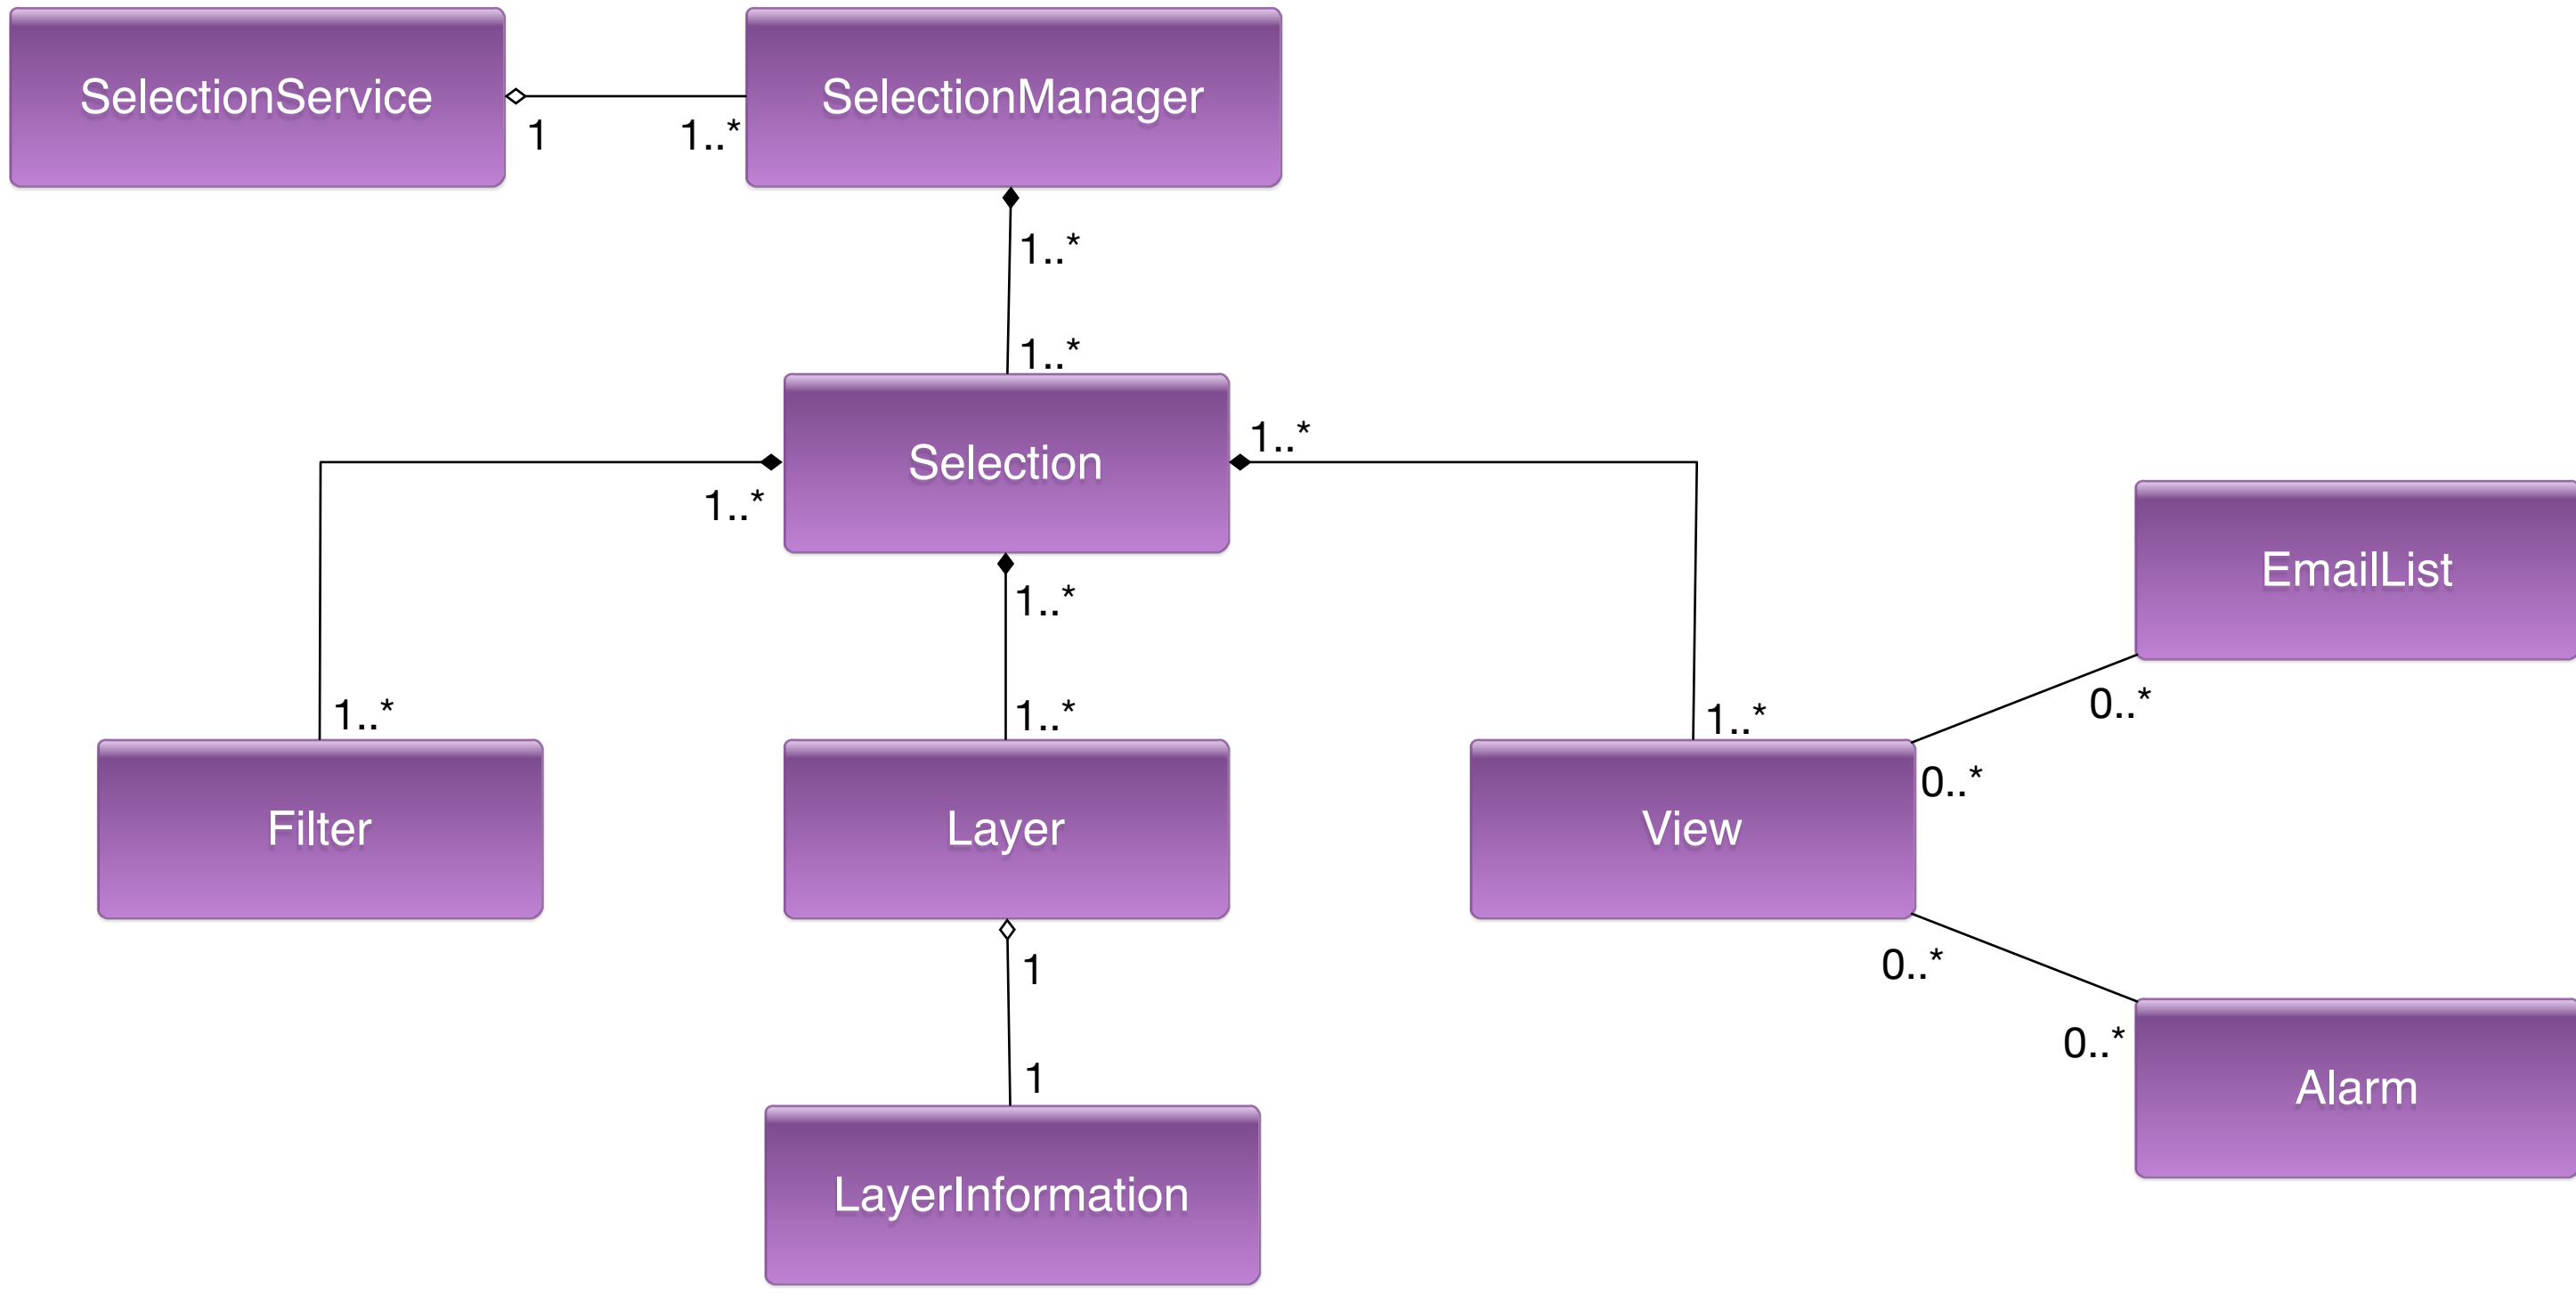 SelectionService
SelectionManager
1
1..*
1..*
1..*
Selection
1..*
1..*
1..*
1..*
1..*
1..*
EmailList
0..*
0..*
Filter
Layer
View
0..*
0..*
1
1
Alarm
LayerInformation